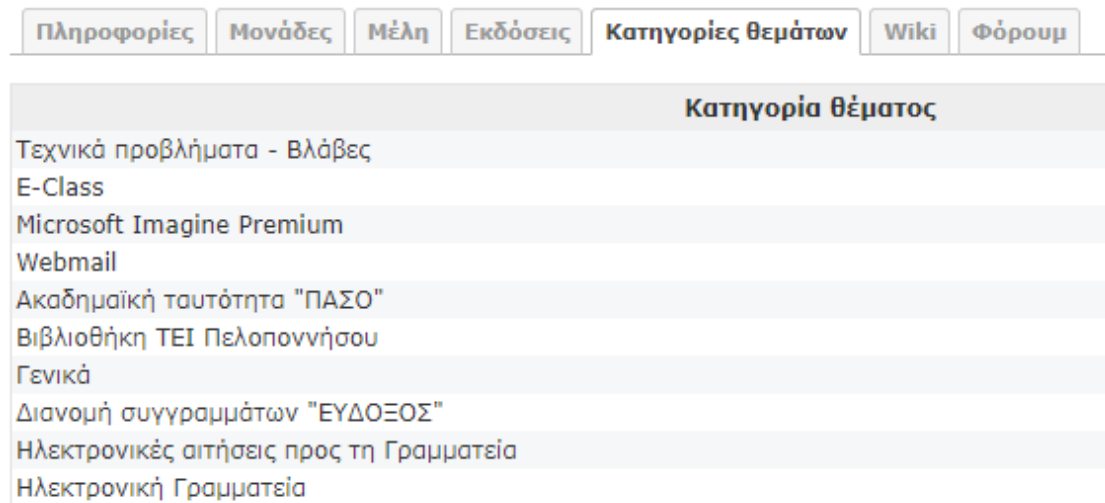 Πληροφορίες Μονάδες Μέλη Εκδόσεις Κατηγορίες θεμάτων Wiki Φόρουμ
Κατηγορία θέματος
Τεχνικά προβλήματα - Βλάβες
E-Class
Microsoft Imagine Premium
Webmail
Ακαδημαϊκή ταυτότητα "ΠΑΣΟ"
Βιβλιοθήκη ΤΕΙ Πελοποννήσου
Γενικά
Διανομή συγγραμμάτων "ΕΥΔΟΞΟΣ"
Ηλεκτρονικές αιτήσεις προς τη Γραμματεία
Ηλεκτρονική Γραμματεία